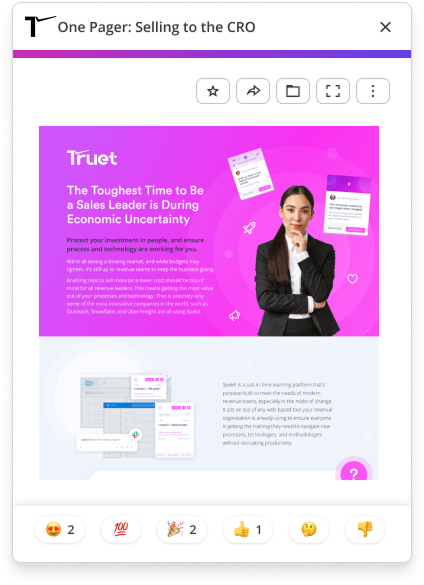 One Pager: Selling to the CRO
Truet
The Toughest Time to Be
a Sales Leader is During
Economic Uncertainty
Protect your investment in people, and ensure
process and technology are working for you.
We're all seeing a slowing market, and while budgets may
tighten, it's still up to revenue teams to keep the business going.
Enabling reps to sell more (at a lower cost) should be top of
mind for all revenue leaders. This means getting the most value
out of your processes and technology. That is precisely why
some of the most innovative companies in the world, such as
Outreach, Snowflake, and Uber Freight are all using Spekit
Spekit is a just-in-time learning platform that's
purpose-built to meet the needs of modern
revenue teams, especially in the midst of change.
It sits on top of any web-based tool your revenue
organization is already using to ensure everyone
is getting the training they need to navigate new
processes, technologies, and methodologies
without disrupting productivity.
?
2
100
2
1